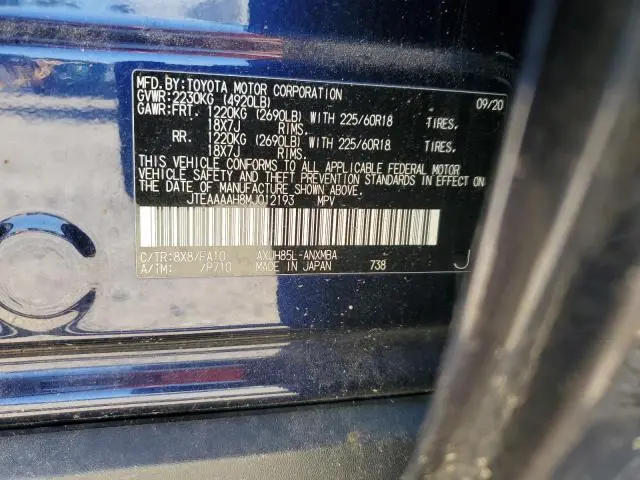 MFD. BY: TOYOTA MOTOR CORPORATION 09/20
GVWR: 2230KG (4920LB)
GAWR: FRT. 1220KG (2690LB) WITH 225/60R18 TIRES,
18X7J RIMS.
RR. 1220KG (2690LB) WITH 225/60R18 TIRES,
18X7J RIMS.
THIS VEHICLE CONFORMS TO ALL APPLICABLE FEDERAL MOTOR
VEHICLE SAFETY AND THEFT PREVENTION STANDARDS IN EFFECT ON
THE DATE OF MANUFACTURE SHOWN ABOVE.
JTEAAAAH8MJ012193 MPV
C/TR: 8X8/FA10 AXUH85L-ANXMBA
A/TM: /P710 MADE IN JAPAN 738 J